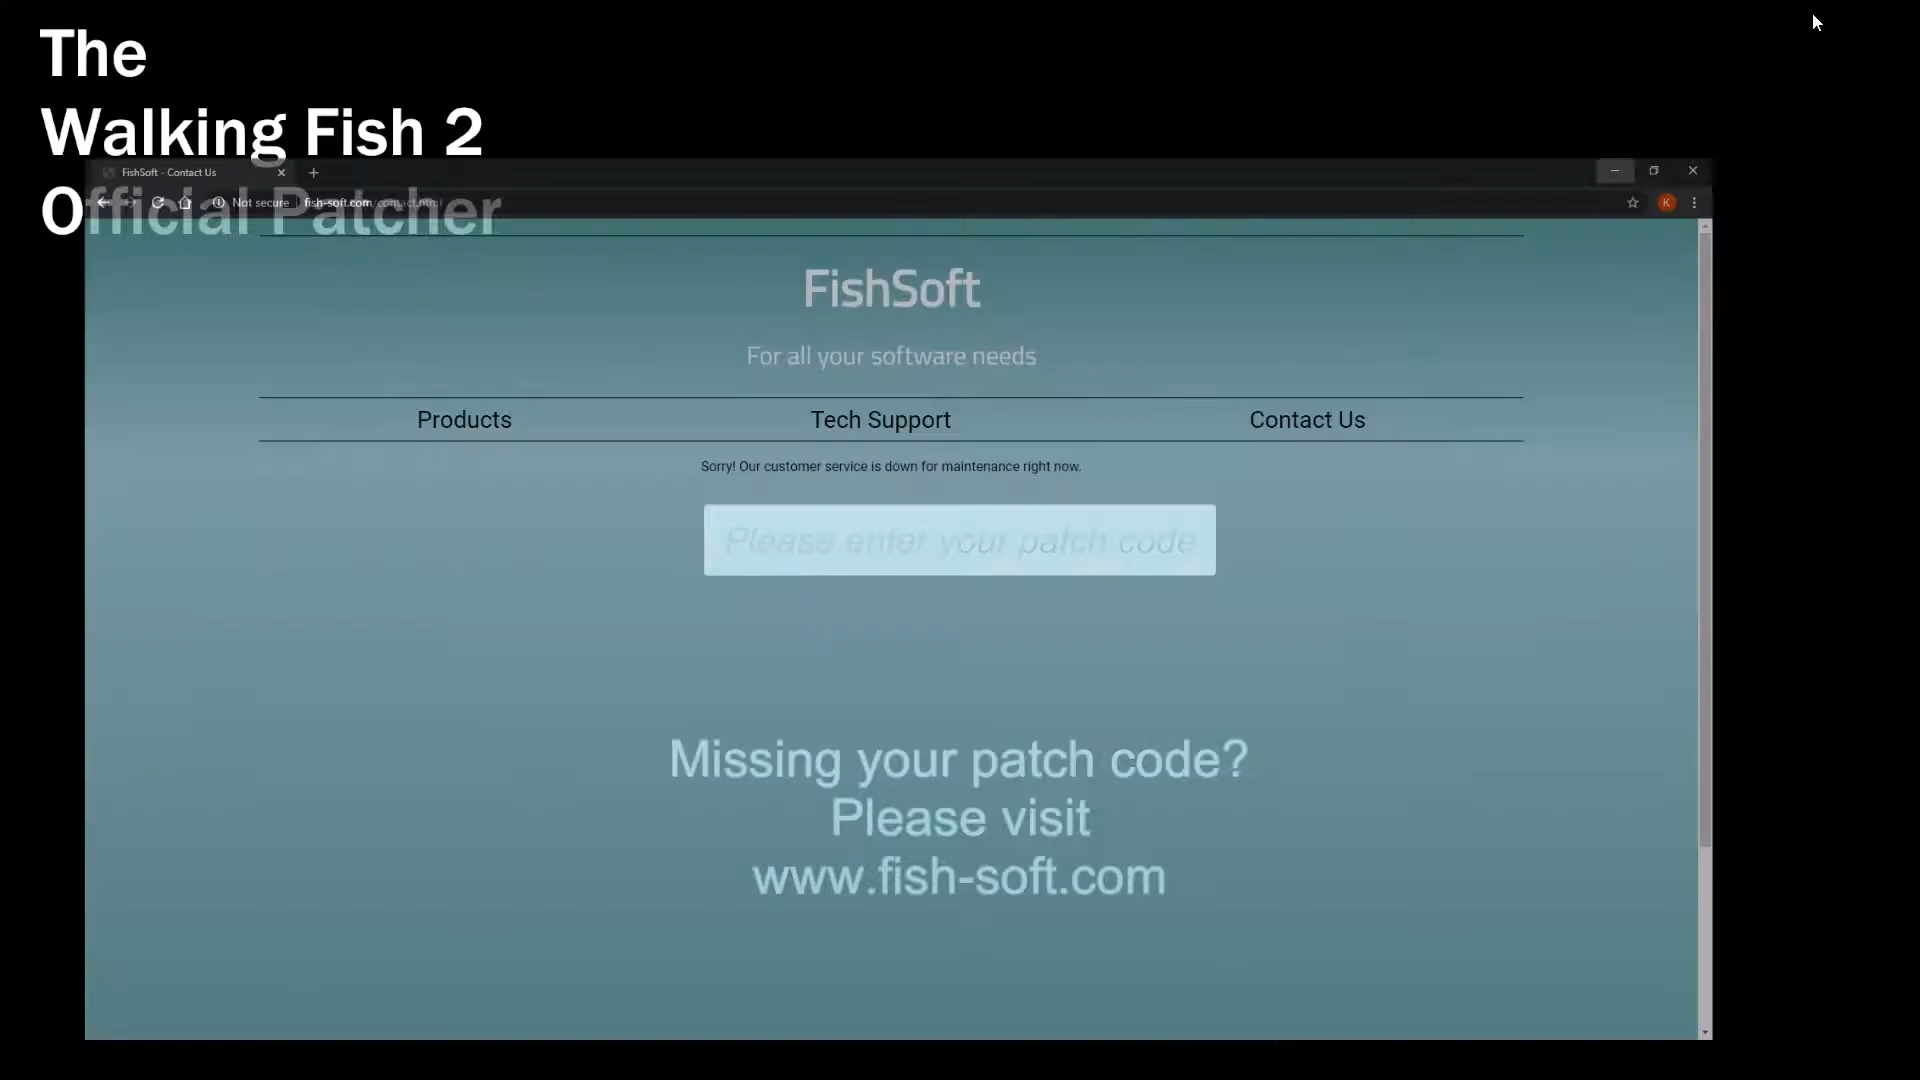 The
Walking Fish 2
Official Patcher
FishSoft - Contact Us
Not secure
fish-soft.com/contact.html
K
FishSoft
For all your software needs
Products Tech Support Contact Us
Sorry! Our customer service is down for maintenance right now.
Please enter your patch code
Missing your patch code?
Please visit
www.fish-soft.com